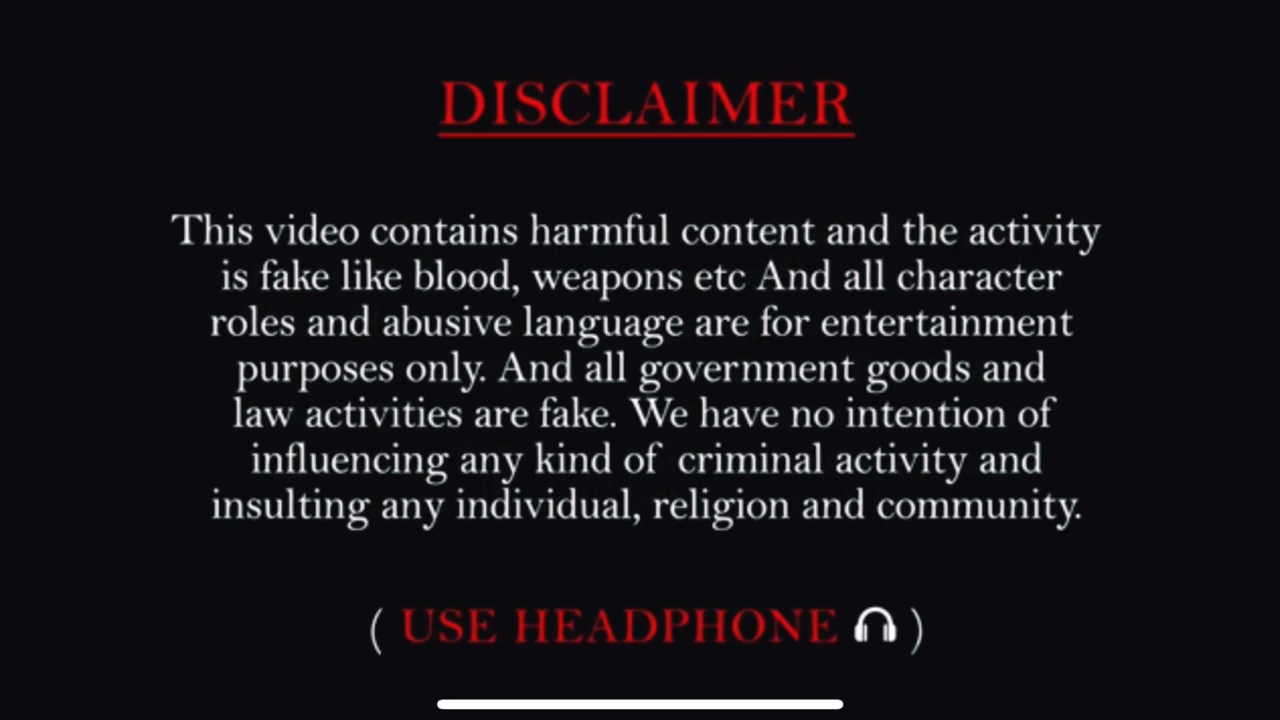 DISCLAIMER
This video contains harmful content and the activity
is fake like blood, weapons etc And all character
roles and abusive language are for entertainment
purposes only. And all government goods and
law activities are fake. We have no intention of
influencing any kind of criminal activity and
insulting any individual, religion and community.
( USE HEADPHONE 🎧 )